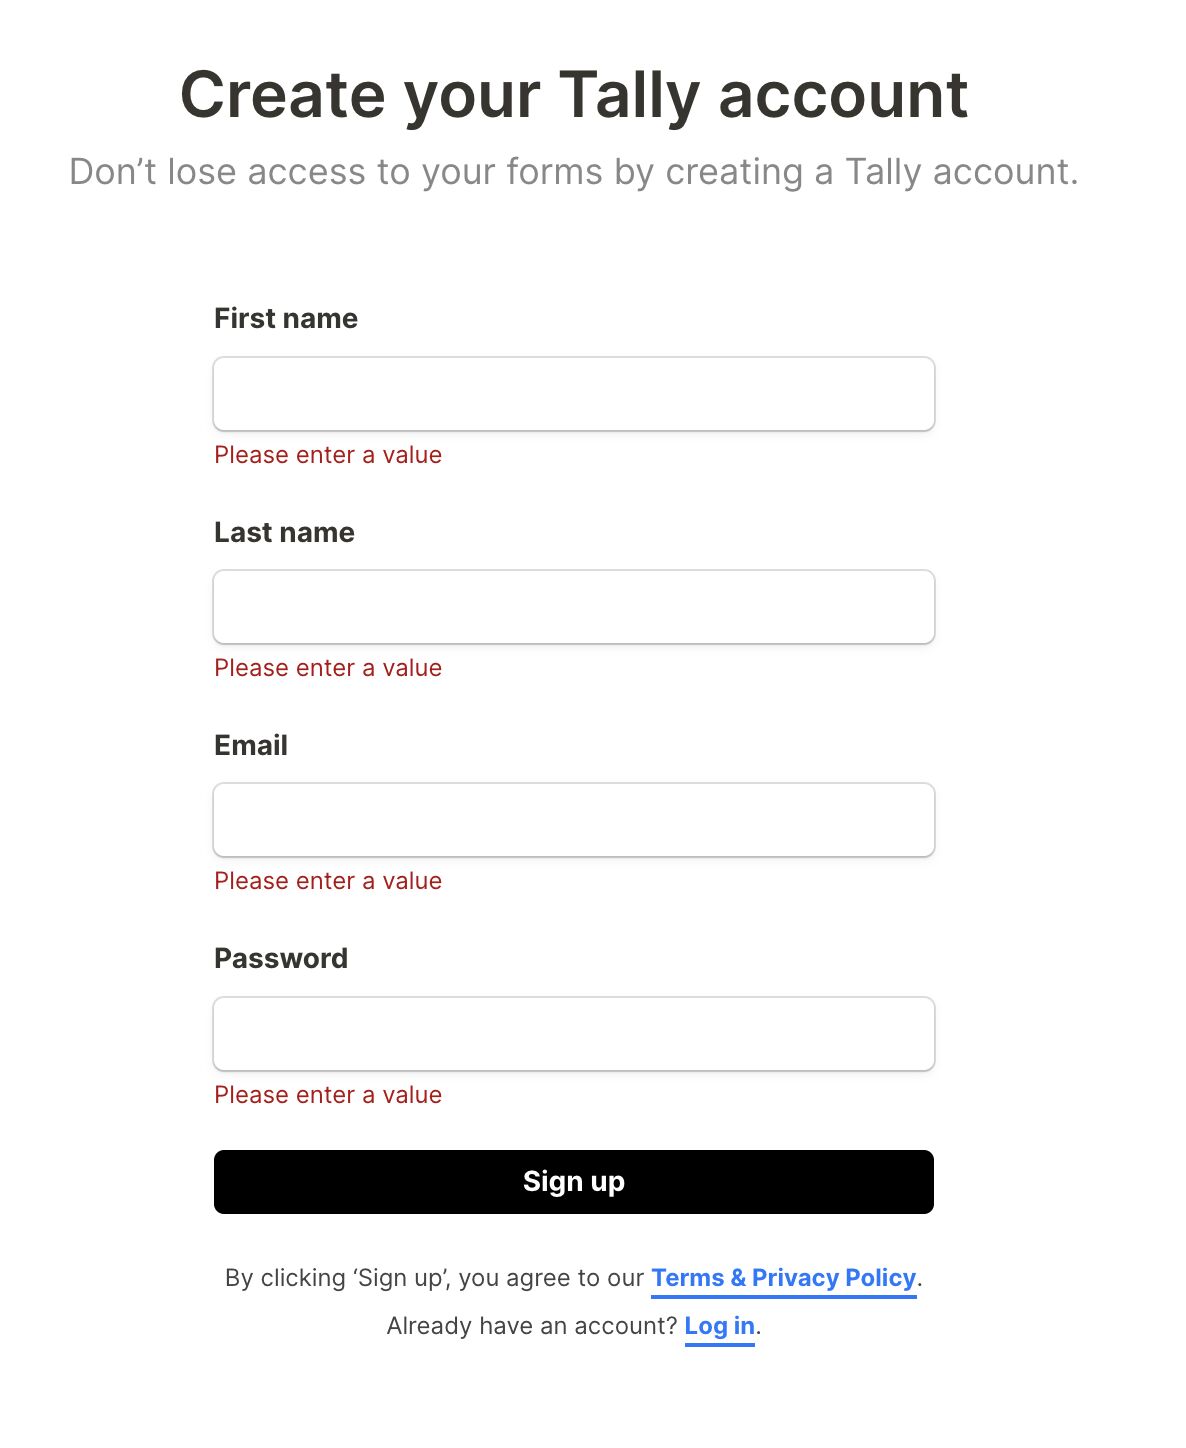 Create your Tally account
Don’t lose access to your forms by creating a Tally account.
First name
Please enter a value
Last name
Please enter a value
Email
Please enter a value
Password
Please enter a value
Sign up
By clicking ‘Sign up’, you agree to our Terms & Privacy Policy.
Already have an account? Log in.